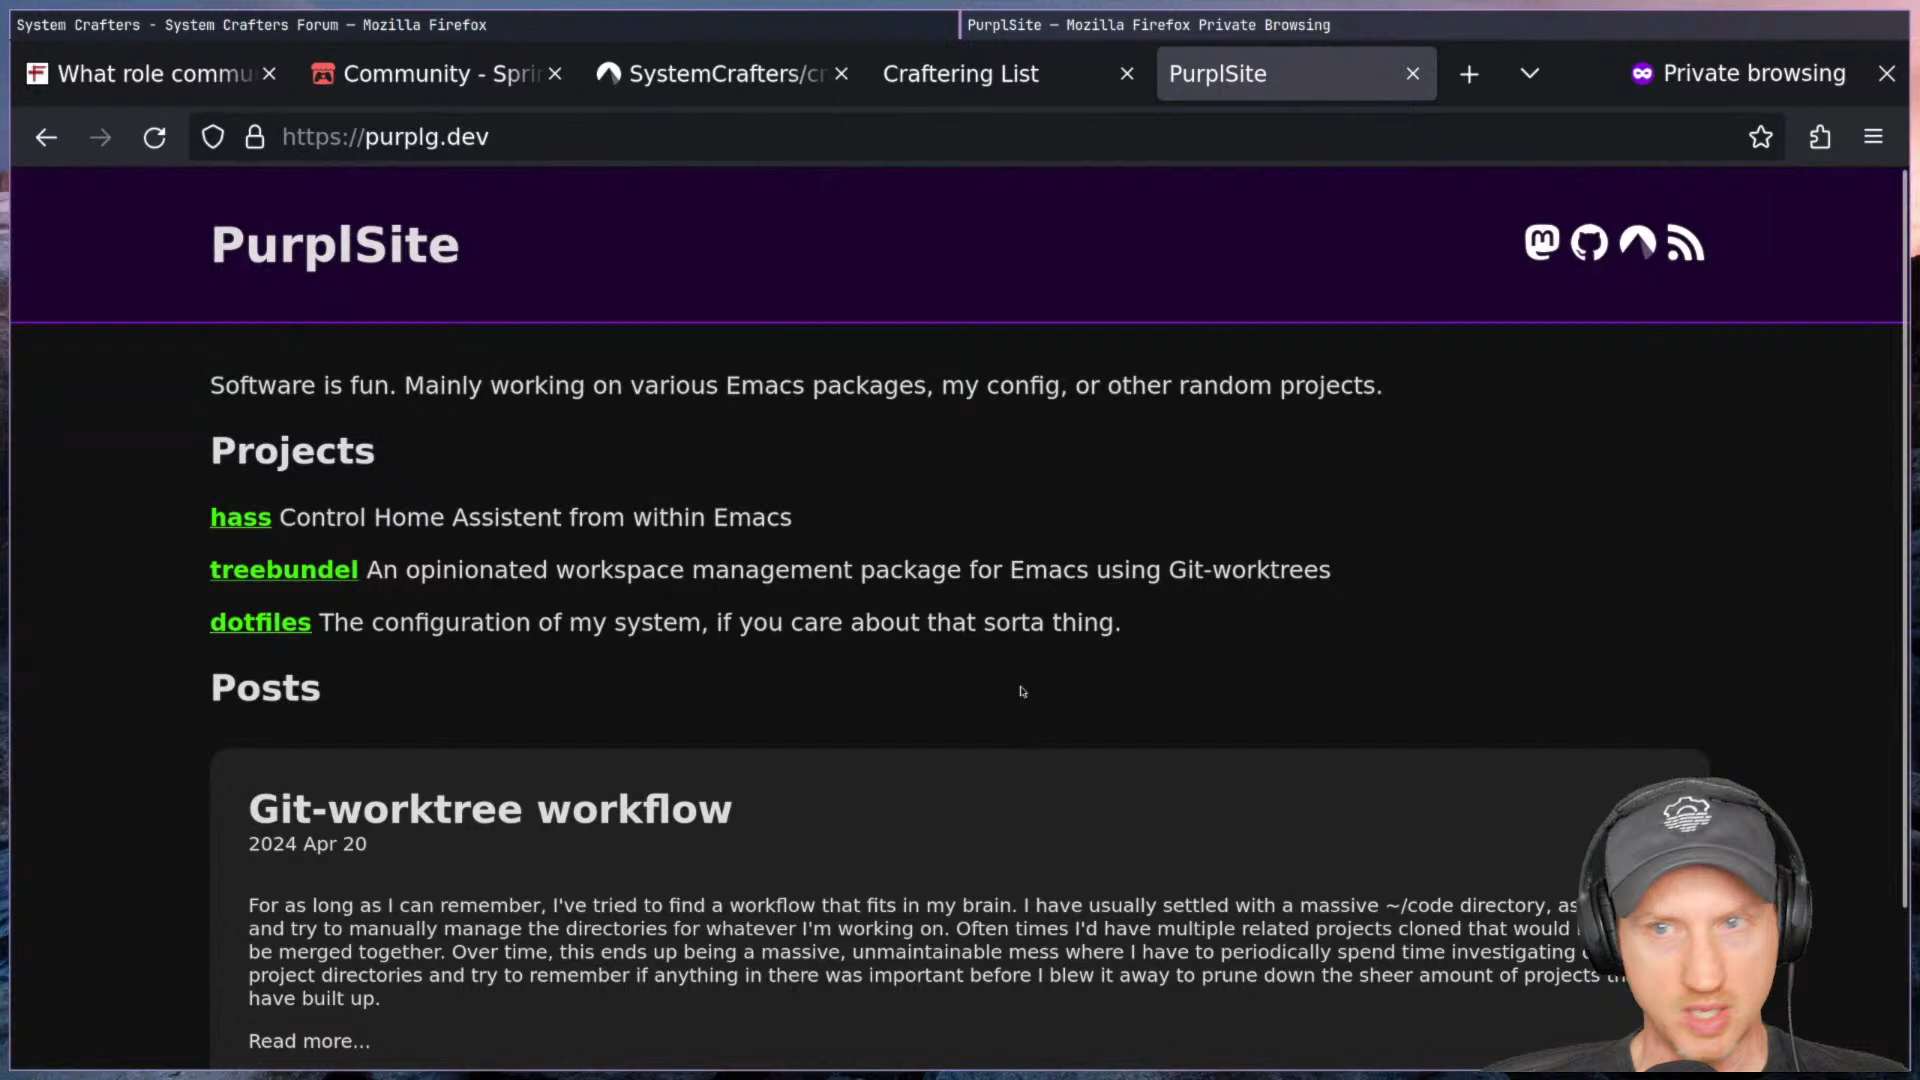 System Crafters - System Crafters Forum — Mozilla Firefox
PurplSite — Mozilla Firefox Private Browsing
What role commu
Community - Sprin
SystemCrafters/cr
Craftering List
PurplSite
Private browsing
https://purplg.dev
PurplSite
Software is fun. Mainly working on various Emacs packages, my config, or other random projects.
Projects
hass Control Home Assistent from within Emacs
treebundel An opinionated workspace management package for Emacs using Git-worktrees
dotfiles The configuration of my system, if you care about that sorta thing.
Posts
Git-worktree workflow
2024 Apr 20
For as long as I can remember, I've tried to find a workflow that fits in my brain. I have usually settled with a massive ~/code directory, as
and try to manually manage the directories for whatever I'm working on. Often times I'd have multiple related projects cloned that would
be merged together. Over time, this ends up being a massive, unmaintainable mess where I have to periodically spend time investigating
project directories and try to remember if anything in there was important before I blew it away to prune down the sheer amount of projects
have built up.
Read more...